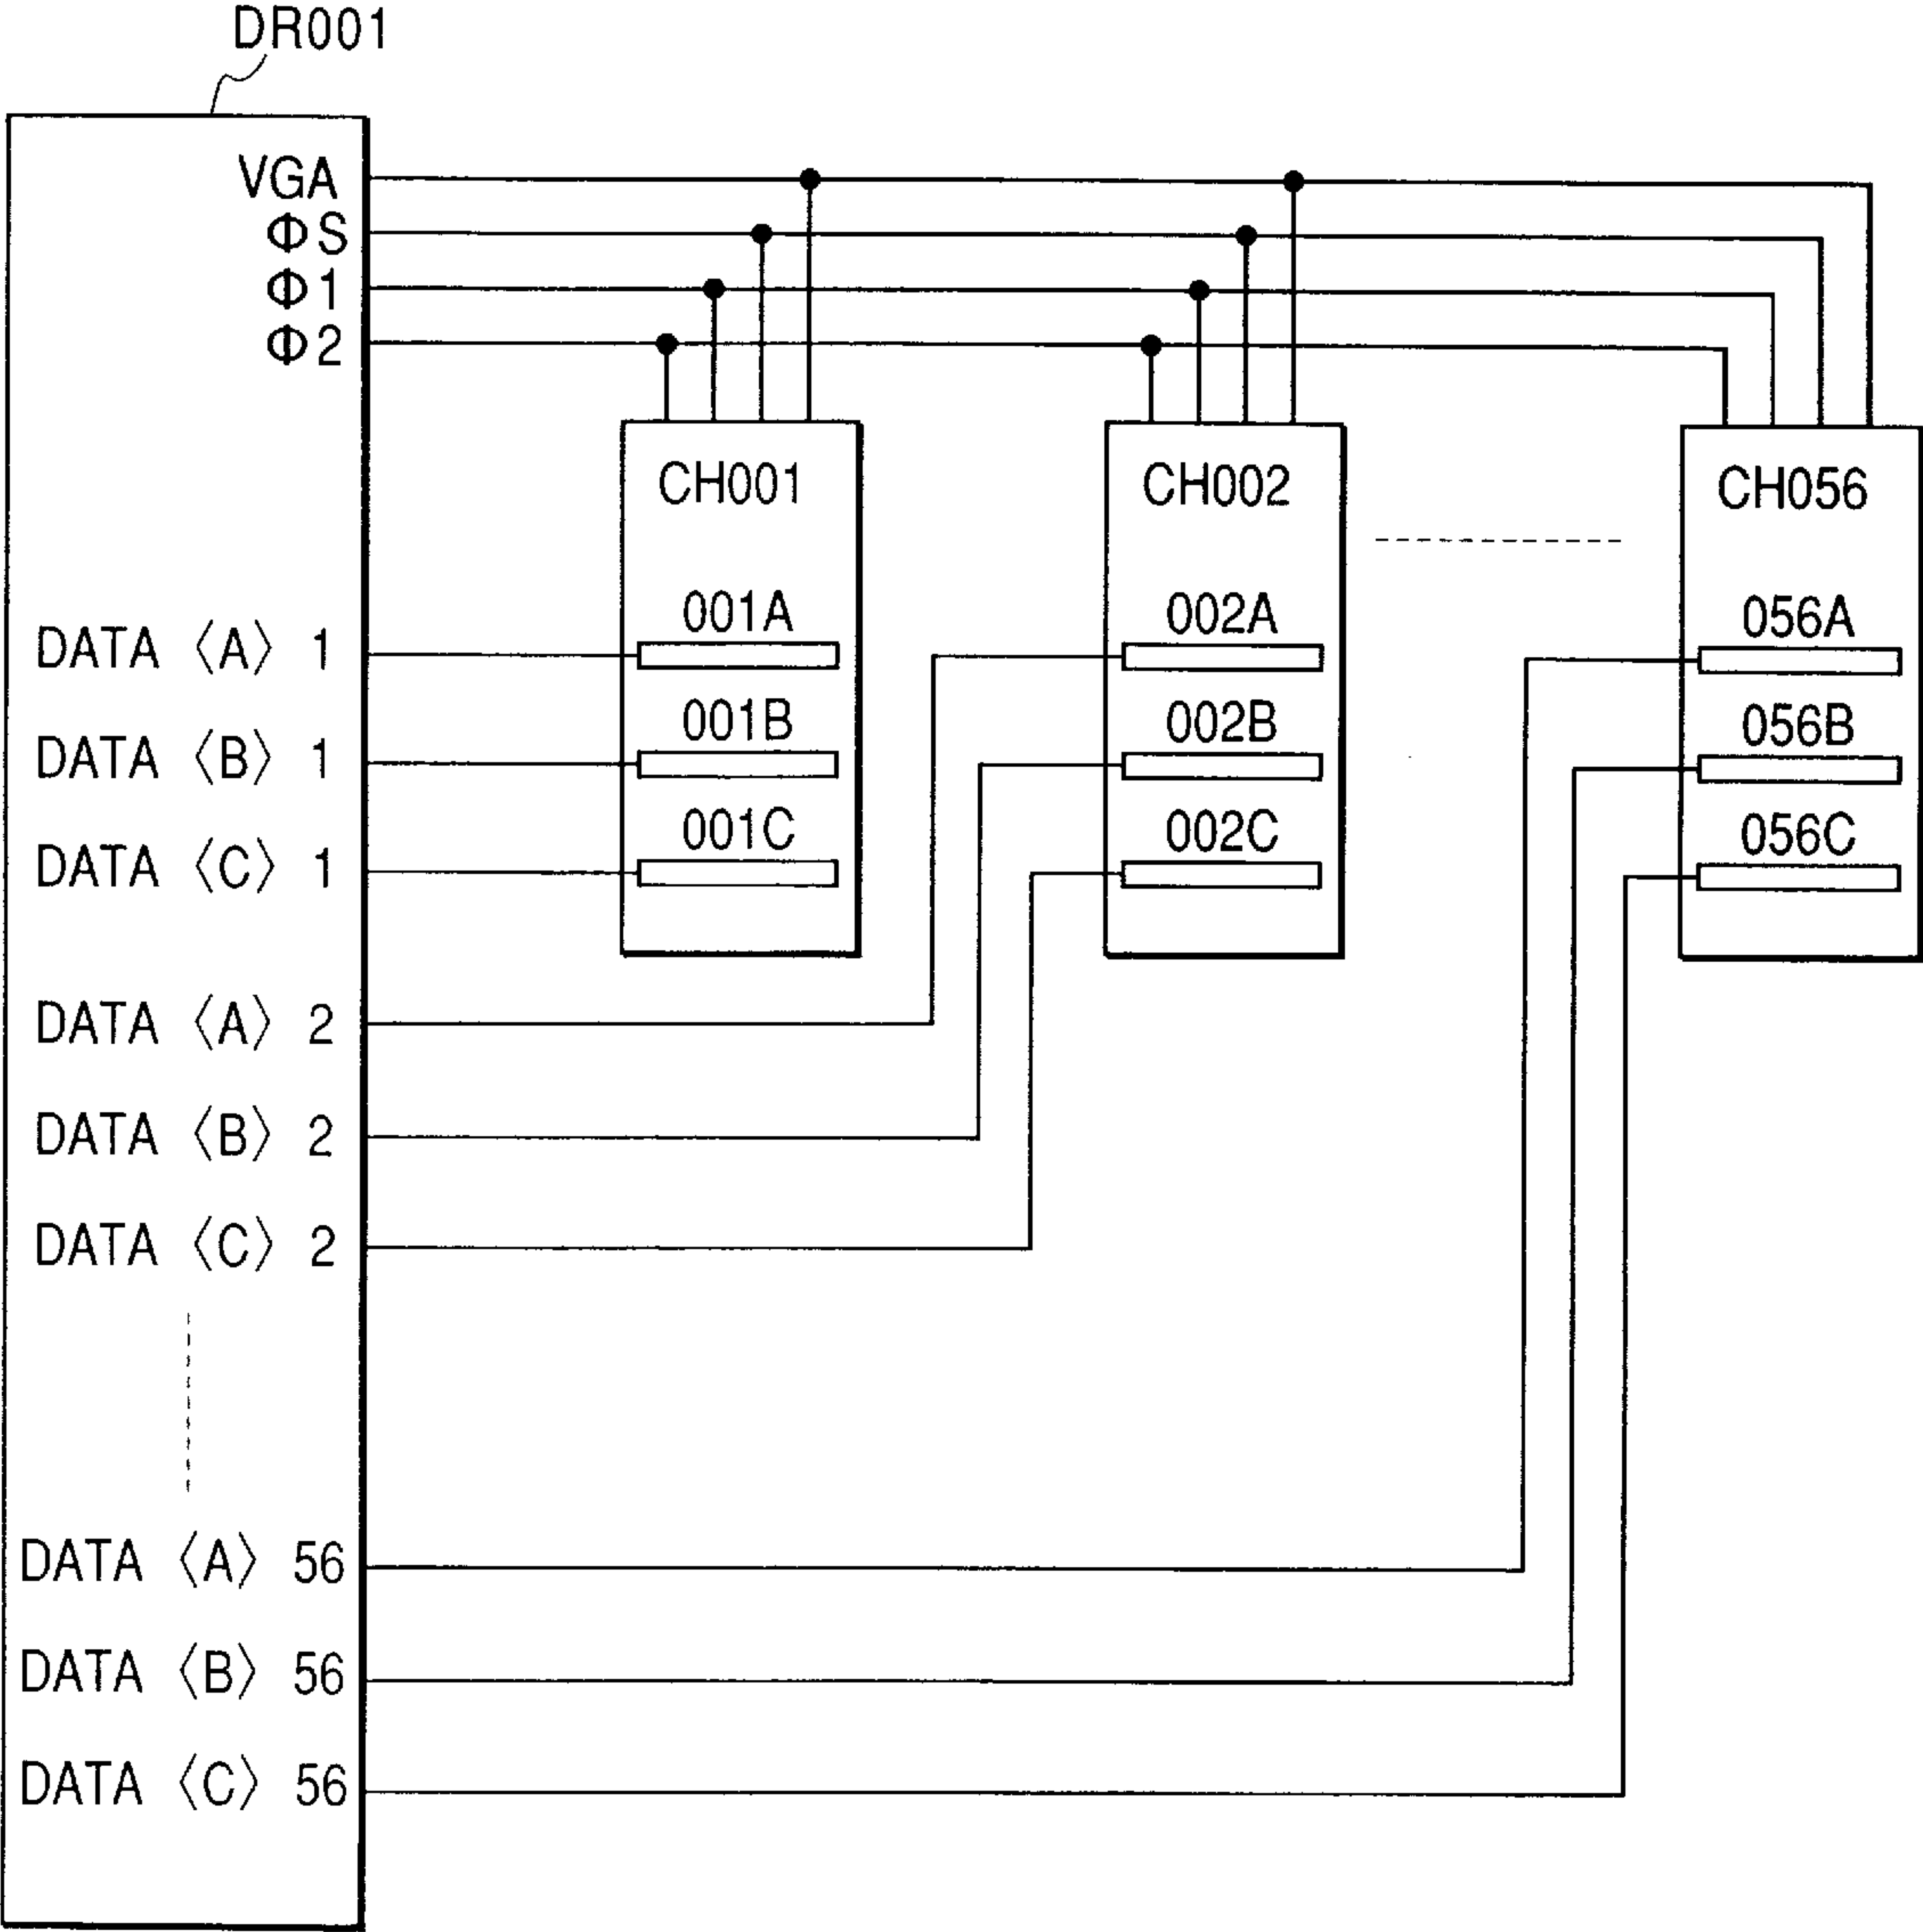 DR001
VGA
ΦS
Φ1
Φ2
CH001
CH002
CH056
001A
002A
056A
DATA 〈A〉 1
001B
002B
056B
DATA 〈B〉 1
001C
002C
056C
DATA 〈C〉 1
DATA 〈A〉 2
DATA 〈B〉 2
DATA 〈C〉 2
DATA 〈A〉 56
DATA 〈B〉 56
DATA 〈C〉 56